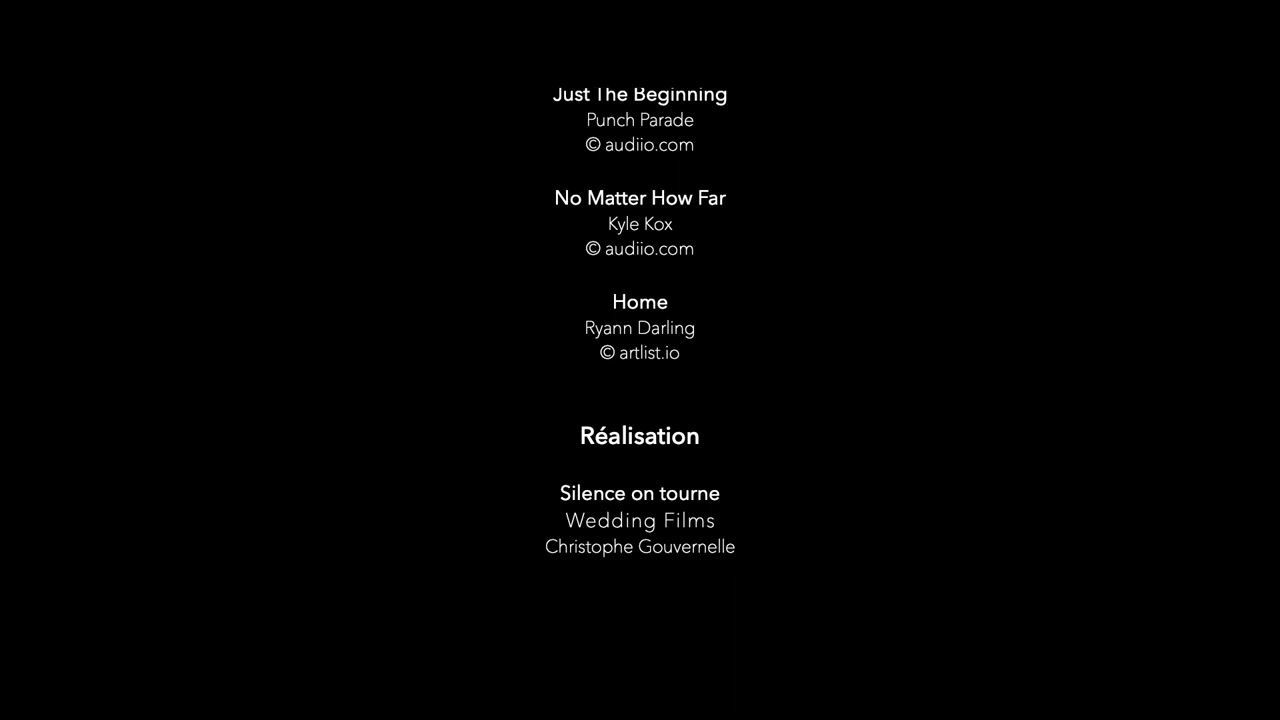 Just The Beginning
Punch Parade
© audiio.com
No Matter How Far
Kyle Kox
© audiio.com
Home
Ryann Darling
© artlist.io
Réalisation
Silence on tourne
Wedding Films
Christophe Gouvernelle